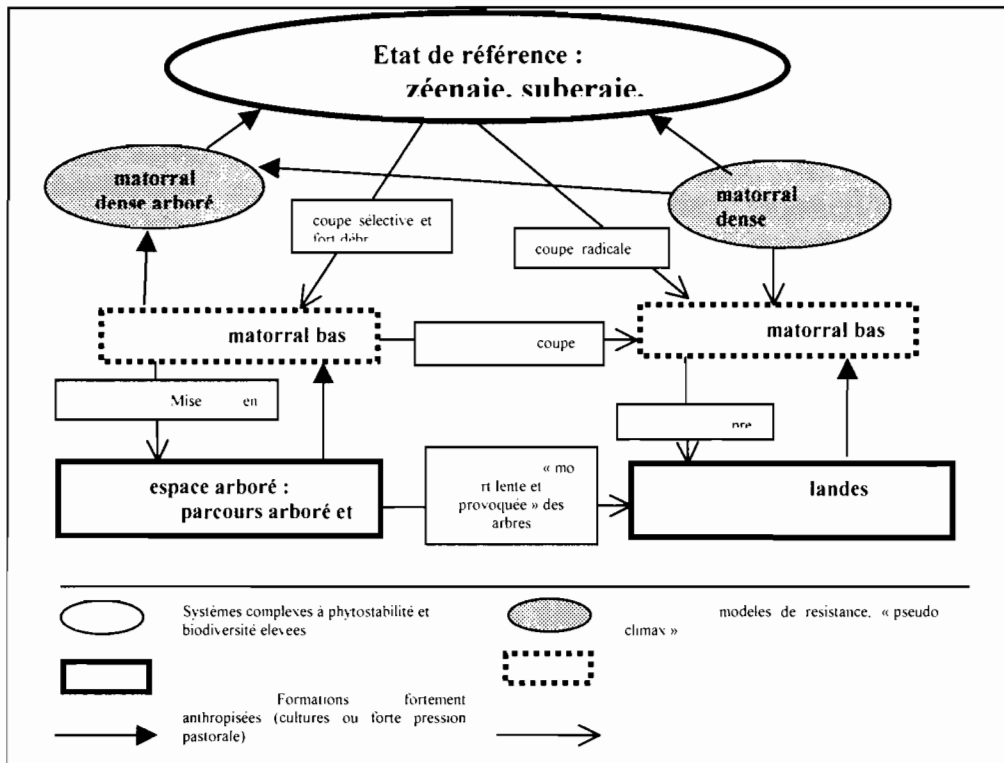 Etat de référence :
zéenaie. suberaie.
matorral
dense arboré
matorral
dense
coupe sélective et
fort débr
coupe radicale
matorral bas
coupe
matorral bas
Mise en
pre
espace arboré :
parcours arboré et
« mo
rt lente et
provoquée » des
arbres
landes
Systèmes complexes à phytostabilité et
biodiversité elevees
modeles de resistance. « pseudo
climax »
Formations fortement
anthropisées (cultures ou forte pression
pastorale)